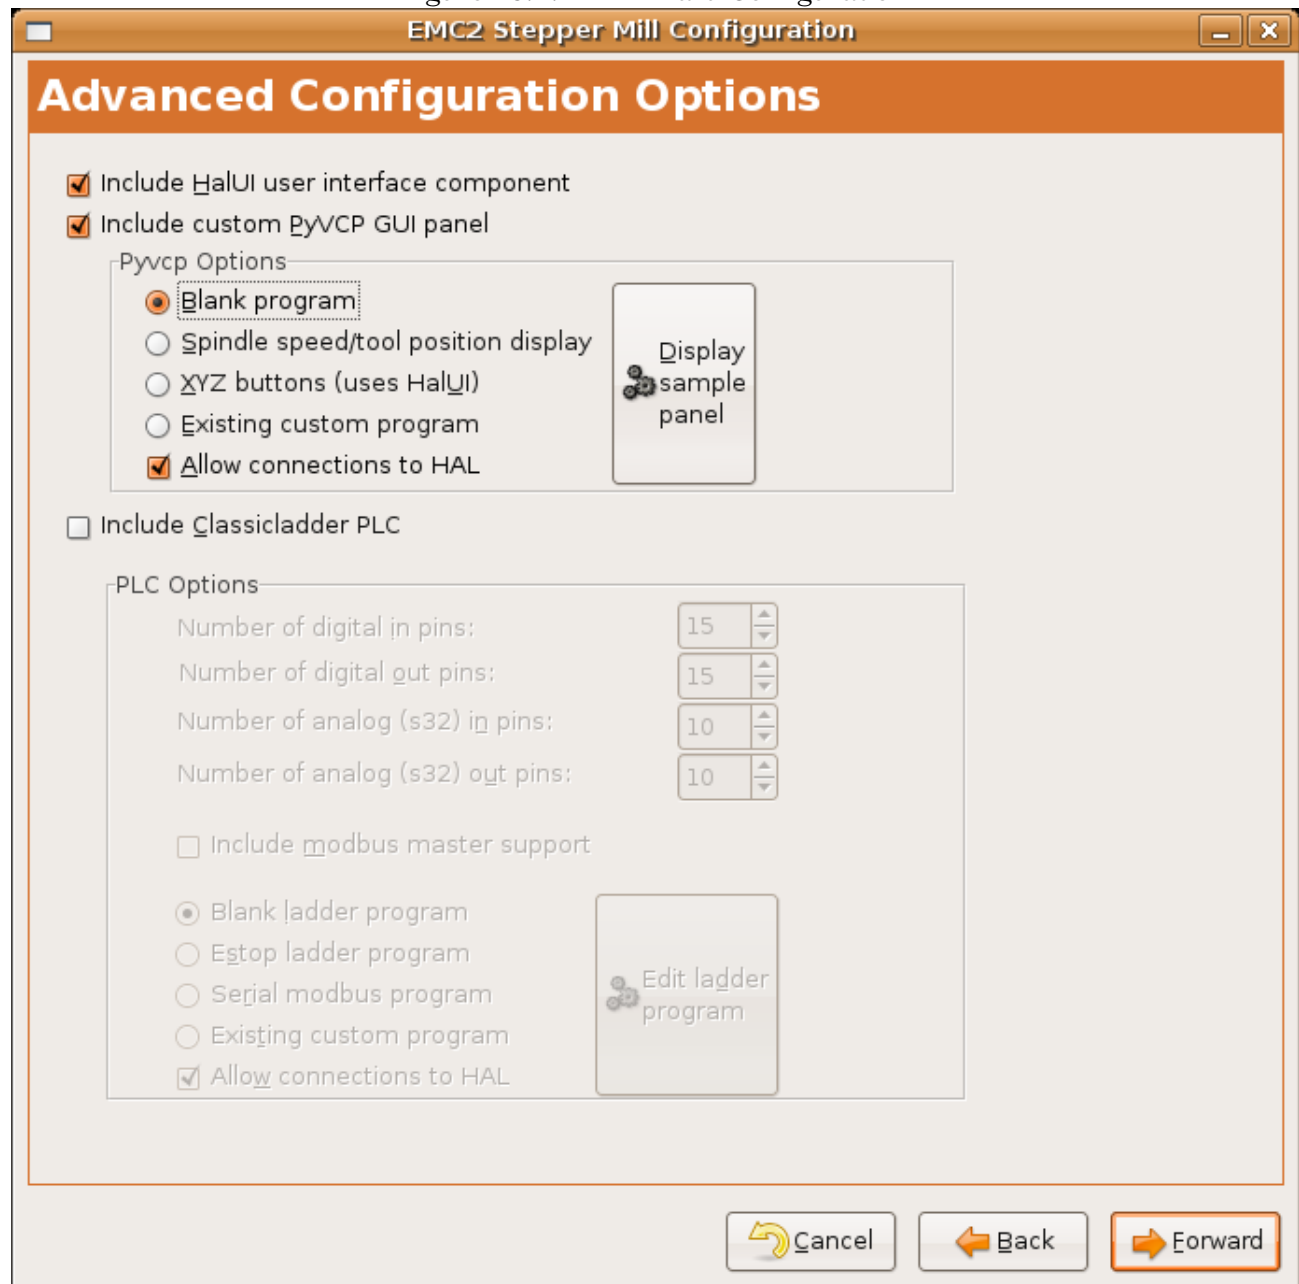 EMC2 Stepper Mill Configuration
Advanced Configuration Options
Include HalUI user interface component
Include custom PyVCP GUI panel
Pyvcp Options
Blank program
Spindle speed/tool position display
XYZ buttons (uses HalUI)
Existing custom program
Allow connections to HAL
Display
sample
panel
Include Classicladder PLC
PLC Options
Number of digital in pins: 15
Number of digital out pins: 15
Number of analog (s32) in pins: 10
Number of analog (s32) out pins: 10
Include modbus master support
Blank ladder program
Estop ladder program
Serial modbus program
Existing custom program
Allow connections to HAL
Edit ladder
program
Cancel
Back
Forward